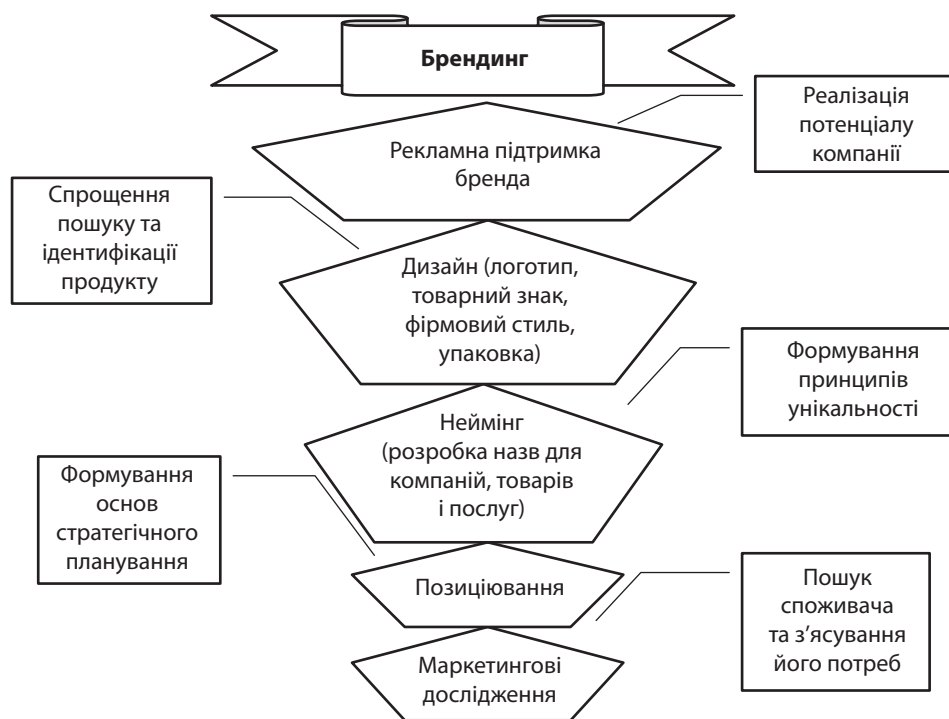 Брендинг
Рекламна підтримка
бренда
Реалізація
потенціалу
компанії
Спрощення
пошуку та
ідентифікації
продукту
Дизайн (логотип,
товарний знак,
фірмовий стиль,
упаковка)
Формування
принципів
унікальності
Неймінг
(розробка назв для
компаній, товарів
і послуг)
Формування
основ
стратегічного
планування
Позиціювання
Пошук
споживача
та з’ясування
його потреб
Маркетингові
дослідження